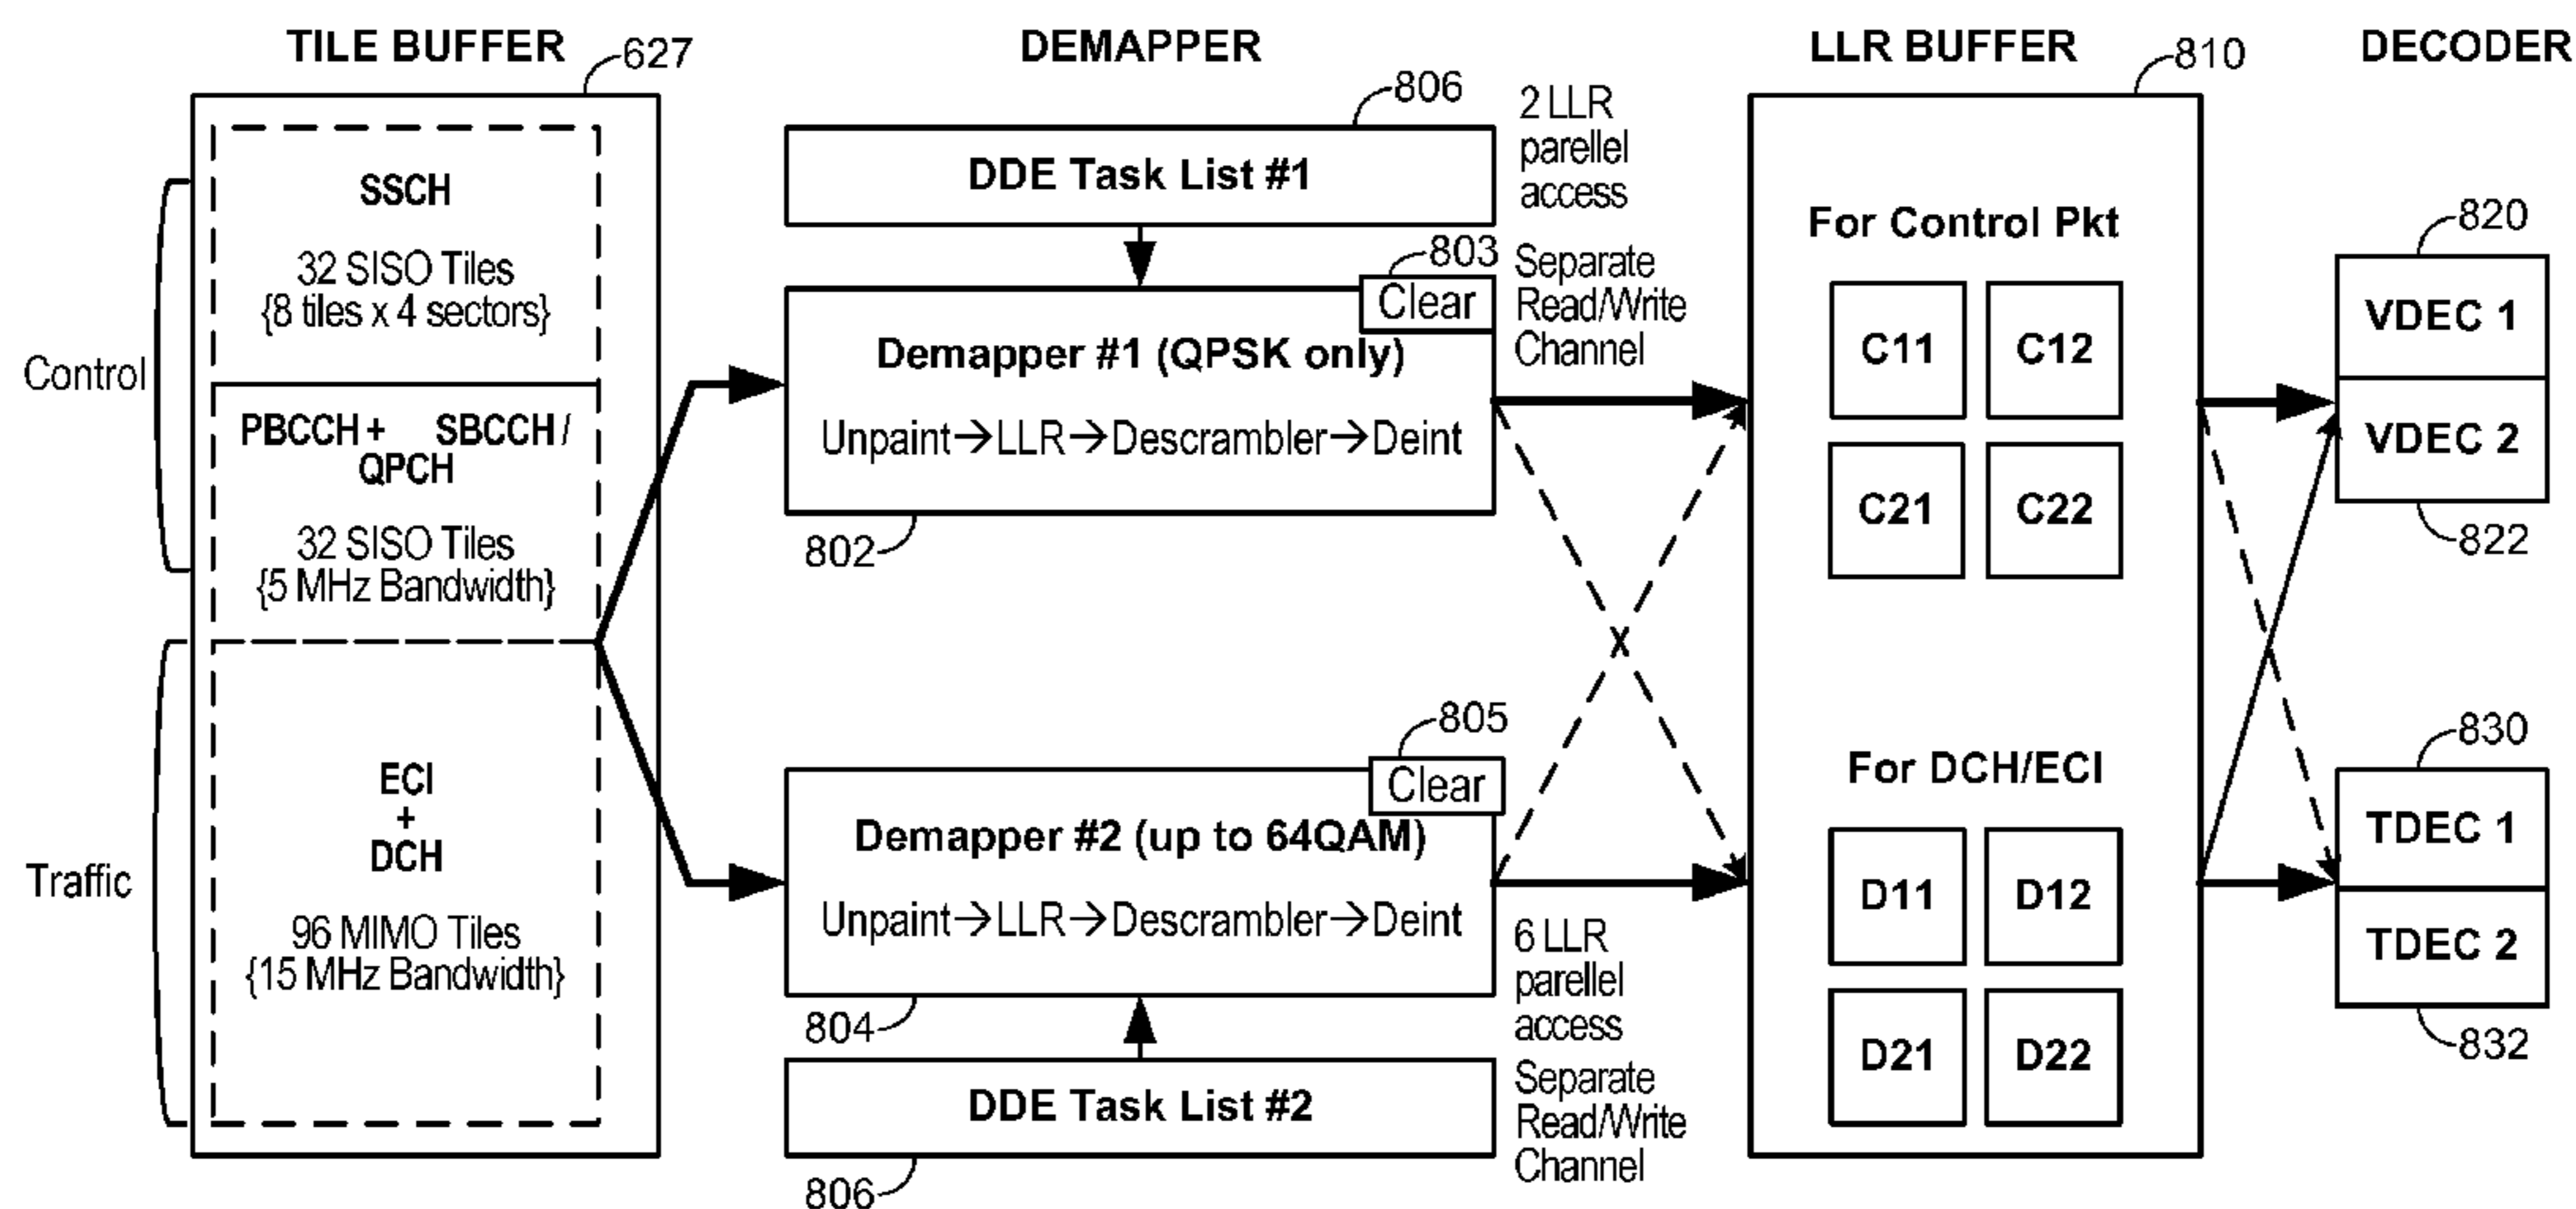 TILE BUFFER
627
Control
SSCH
32 SISO Tiles
{8 tiles x 4 sectors}
PBCCH + SBCCH /
QPCH
32 SISO Tiles
{5 MHz Bandwidth}
Traffic
ECI
+
DCH
96 MIMO Tiles
{15 MHz Bandwidth}
DEMAPPER
806
DDE Task List #1
803
Clear
Demapper #1 (QPSK only)
Unpaint→LLR→Descrambler→Deint
802
805
Clear
Demapper #2 (up to 64QAM)
Unpaint→LLR→Descrambler→Deint
804
DDE Task List #2
806
2 LLR
parellel
access
Separate
Read/Write
Channel
6 LLR
parellel
access
Separate
Read/Write
Channel
LLR BUFFER
810
For Control Pkt
C11 C12
C21 C22
For DCH/ECI
D11 D12
D21 D22
DECODER
820
VDEC 1
VDEC 2
822
830
TDEC 1
TDEC 2
832